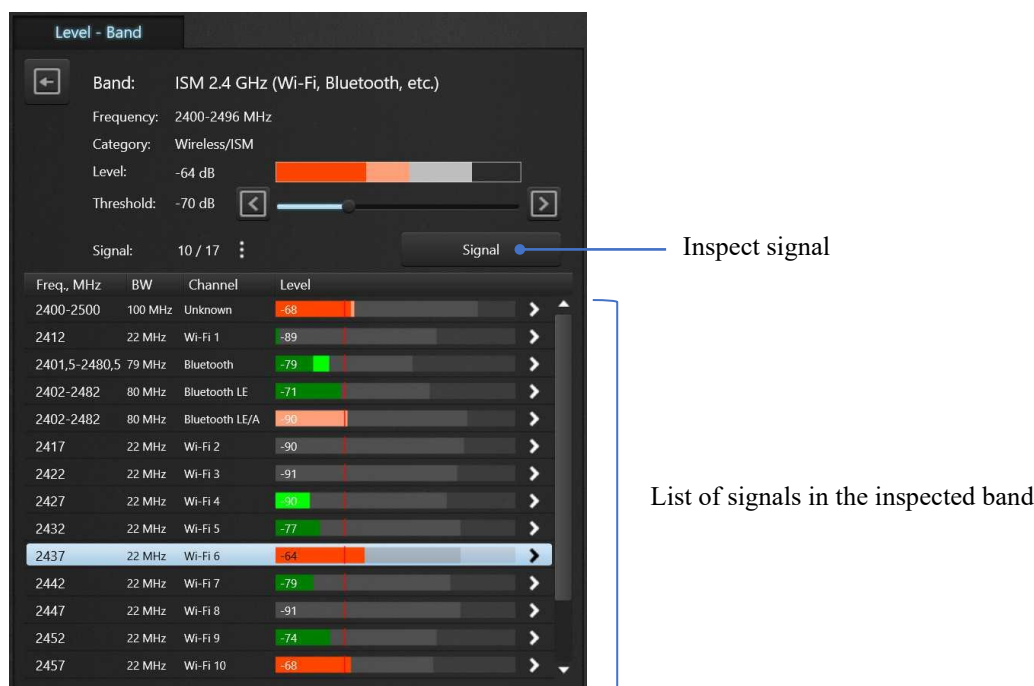 Level - Band
Band: ISM 2.4 GHz (Wi-Fi, Bluetooth, etc.)
Frequency: 2400-2496 MHz
Category: Wireless/ISM
Level: -64 dB
Threshold: -70 dB
Signal: 10 / 17 Signal Inspect signal
Freq., MHz BW Channel Level
2400-2500 100 MHz Unknown -68
2412 22 MHz Wi-Fi 1 -89
2401,5-2480,5 79 MHz Bluetooth -79
2402-2482 80 MHz Bluetooth LE -71
2402-2482 80 MHz Bluetooth LE/A -90
2417 22 MHz Wi-Fi 2 -90
2422 22 MHz Wi-Fi 3 -91
2427 22 MHz Wi-Fi 4 -90
2432 22 MHz Wi-Fi 5 -77
2437 22 MHz Wi-Fi 6 -64
2442 22 MHz Wi-Fi 7 -79
2447 22 MHz Wi-Fi 8 -91
2452 22 MHz Wi-Fi 9 -74
2457 22 MHz Wi-Fi 10 -68
List of signals in the inspected band